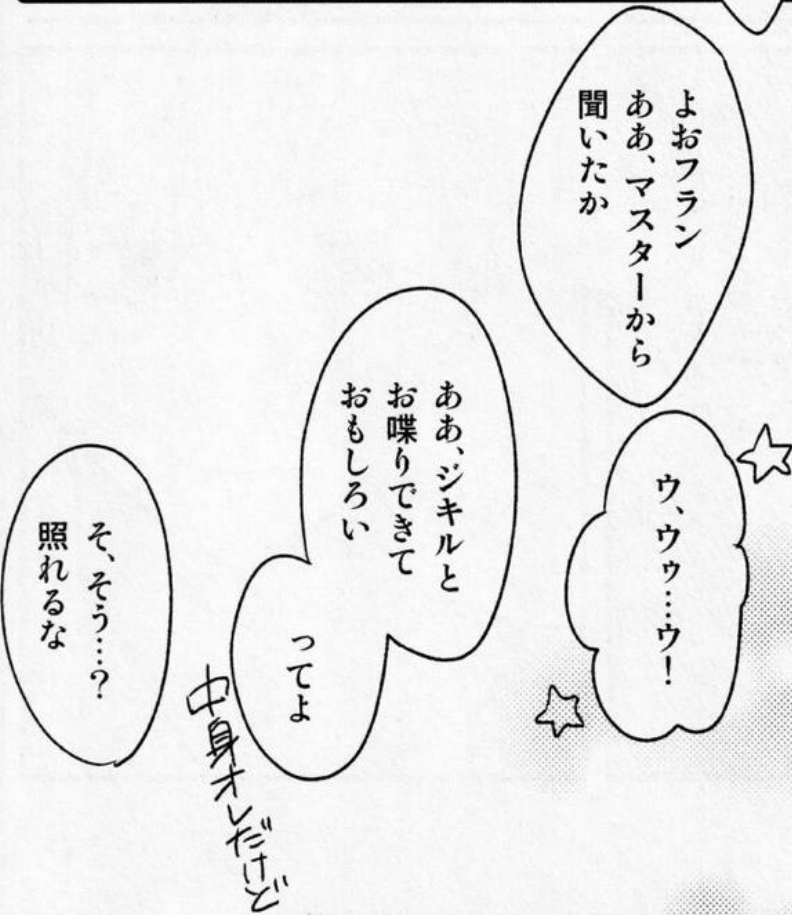 よおフラン
ああ、マスターから
聞いたか
ウ、ウゥ…ウ!
ああ、ジキルと
お喋りできて
おもしろい
ってよ
中身オレだけど
そ、そう…?
照れるな